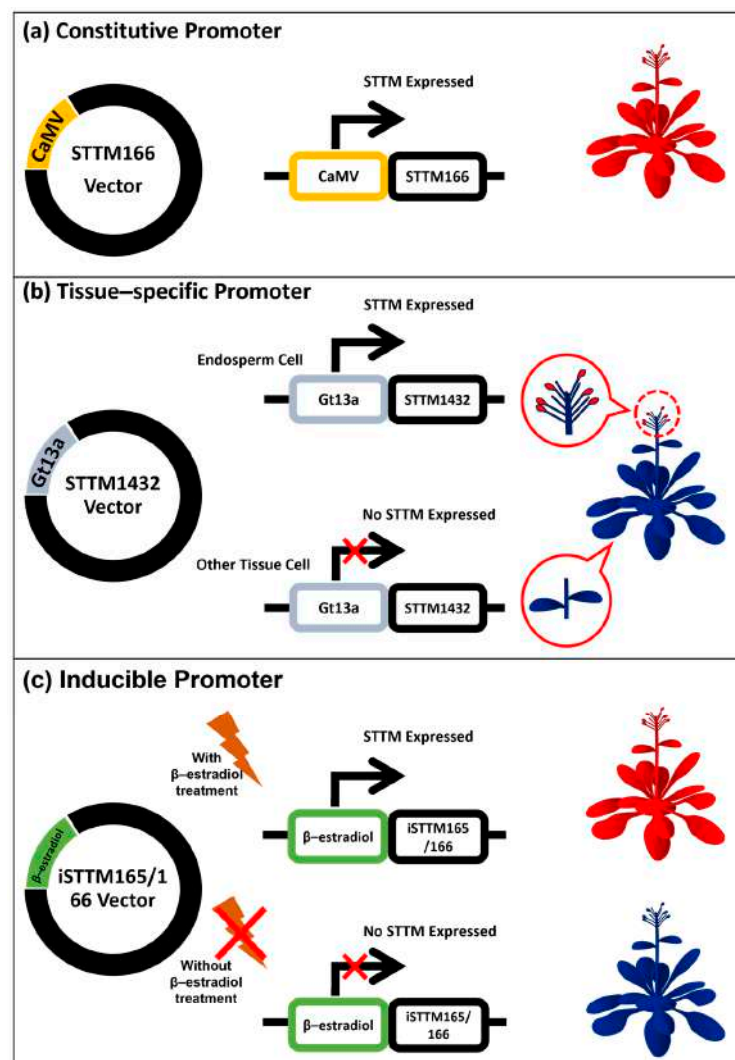 (a) Constitutive Promoter
STTM Expressed
CaMV
STTM166
Vector
CaMV
STTM166
(b) Tissue–specific Promoter
STTM Expressed
Endosperm Cell
Gt13a
STTM1432
Gt13a
STTM1432
Vector
No STTM Expressed
Other Tissue Cell
Gt13a
STTM1432
(c) Inducible Promoter
STTM Expressed
With
β–estradiol
treatment
β–estradiol
iSTTM165
/166
β–estradiol
iSTTM165/1
66 Vector
No STTM Expressed
Without
β–estradiol
treatment
β–estradiol
iSTTM165/
166